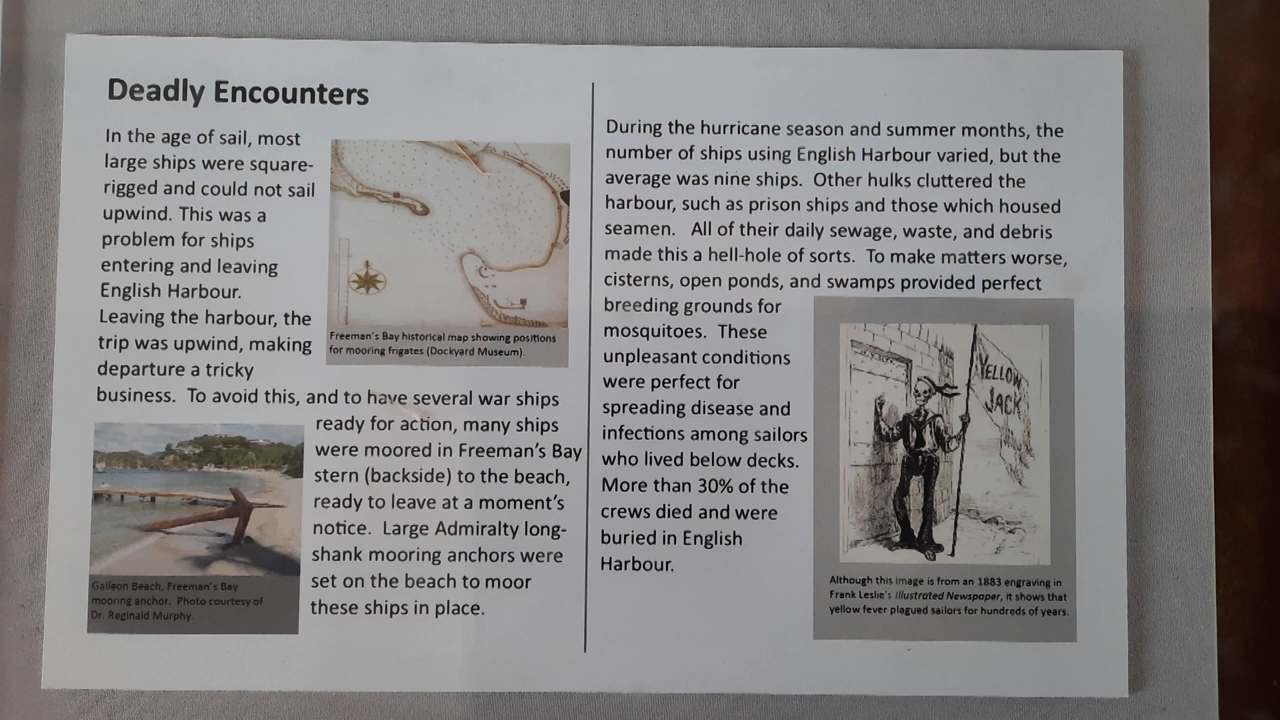 Deadly Encounters
In the age of sail, most
large ships were square-
rigged and could not sail
upwind. This was a
problem for ships
entering and leaving
English Harbour.
Leaving the harbour, the
trip was upwind, making
departure a tricky
business. To avoid this, and to have several war ships
ready for action, many ships
were moored in Freeman's Bay
stern (backside) to the beach,
ready to leave at a moment's
notice. Large Admiralty long-
shank mooring anchors were
set on the beach to moor
these ships in place.
Freeman's Bay historical map showing positions
for mooring frigates (Dockyard Museum).
Galleon Beach, Freeman's Bay
mooring anchor. Photo courtesy of
Dr. Reginald Murphy.
During the hurricane season and summer months, the
number of ships using English Harbour varied, but the
average was nine ships. Other hulks cluttered the
harbour, such as prison ships and those which housed
seamen. All of their daily sewage, waste, and debris
made this a hell-hole of sorts. To make matters worse,
cisterns, open ponds, and swamps provided perfect
breeding grounds for
mosquitoes. These
unpleasant conditions
were perfect for
spreading disease and
infections among sailors
who lived below decks.
More than 30% of the
crews died and were
buried in English
Harbour.
YELLOW
JACK
Although this image is from an 1883 engraving in
Frank Leslie's Illustrated Newspaper, it shows that
yellow fever plagued sailors for hundreds of years.